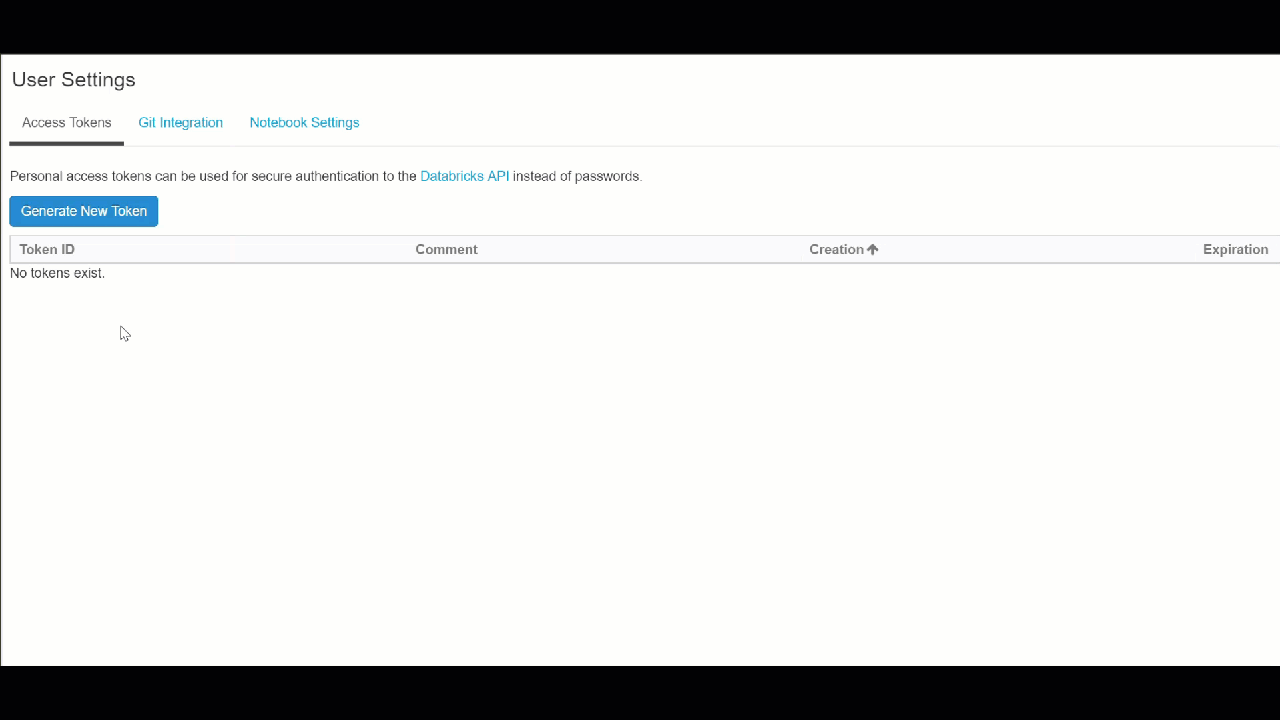 User Settings
Access Tokens Git Integration Notebook Settings
Personal access tokens can be used for secure authentication to the Databricks API instead of passwords.
Generate New Token
Token ID Comment Creation Expiration
No tokens exist.